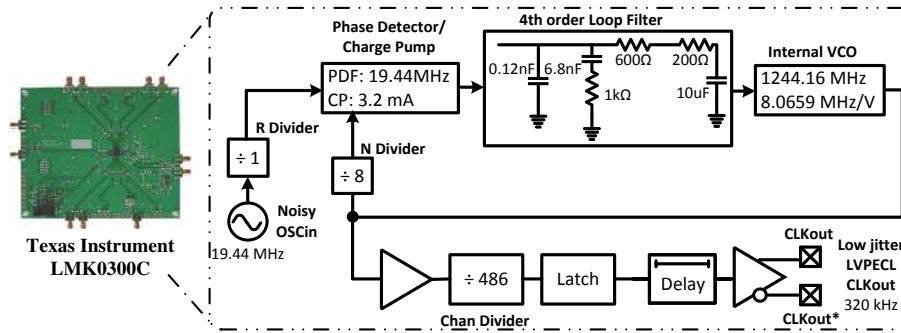 4th order Loop Filter
Phase Detector/
Charge Pump
PDF: 19.44MHz
CP: 3.2 mA
0.12nF
6.8nF
600Ω
200Ω
1kΩ
10uF
Internal VCO
1244.16 MHz
8.0659 MHz/V
R Divider
÷ 1
N Divider
÷ 8
Noisy
OSCin
19.44 MHz
Texas Instrument
LMK0300C
÷ 486
Chan Divider
Latch
Delay
CLKout
CLKout*
Low jitter
LVPECL
CLKout
320 kHz